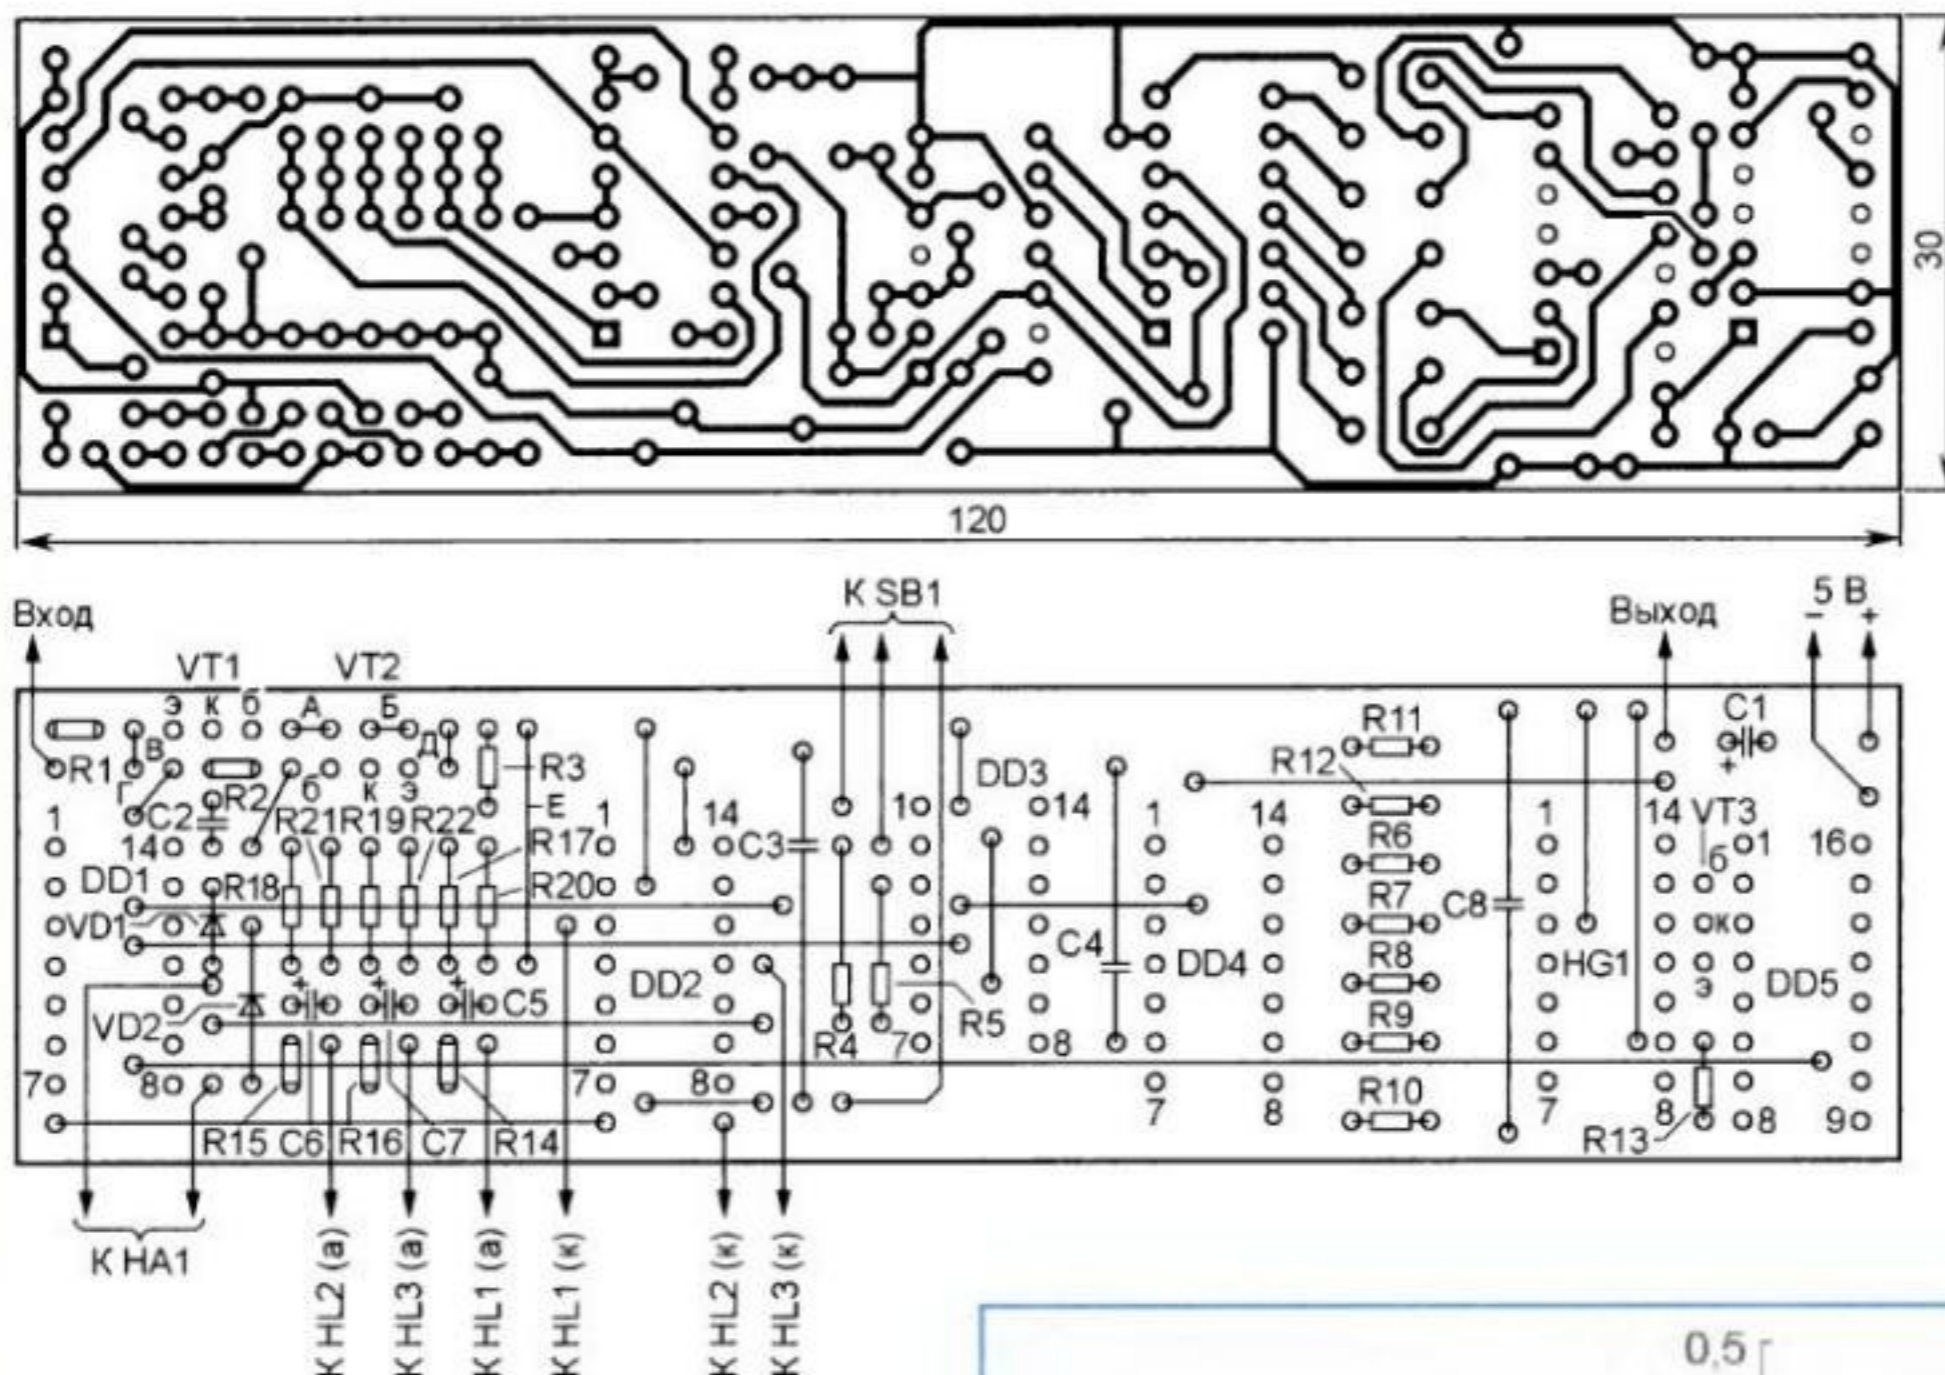 30
120
К SB1
Вход
Выход
5 В
− +
VT1 VT2
э к б А Б
R11
C1
+
R1 В Д R3
DD3
R12
Г R2 б к э Е
1 C2 R21 R19 R22 1 14 1 14 1 14 R6 1 14 VT3
14 R17 C3 б 1 16
DD1 R18 R20 R7
VD1 C8 к
C4 DD4 R8 HG1
+ + + DD2 э DD5
VD2 C5 R5 R9
R4 7 8
7 8 7 8 R10
R15 C6 R16 C7 R14 7 8 7 8 8 9
R13
К HA1
К HL2 (а)
К HL3 (а)
К HL1 (а)
К HL1 (к)
К HL2 (к)
К HL3 (к)
0,5